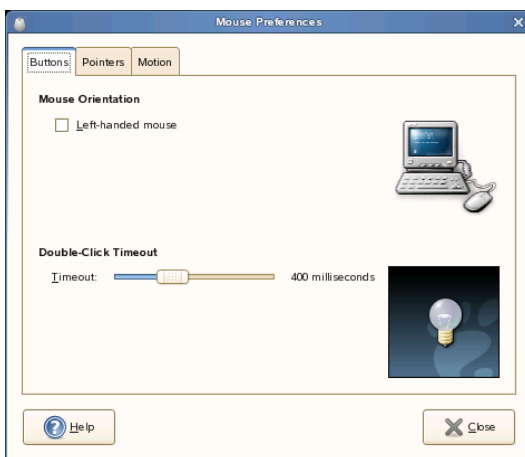 Mouse Preferences
Buttons Pointers Motion
Mouse Orientation
Left-handed mouse
Double-Click Timeout
Timeout: 400 milliseconds
Help Close